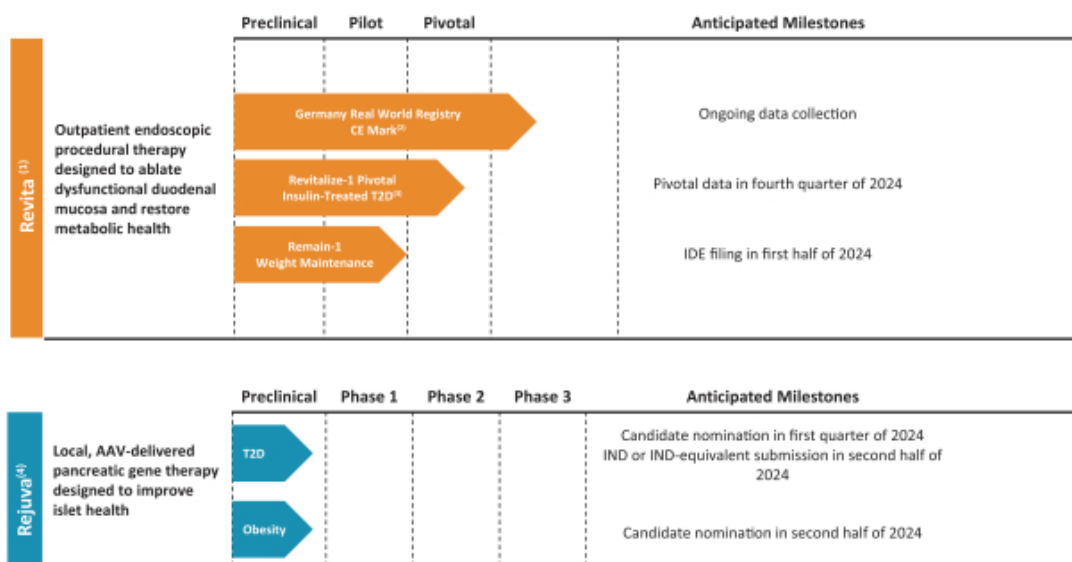 Preclinical Pilot Pivotal Anticipated Milestones
Revita (1)
Outpatient endoscopic
procedural therapy
designed to ablate
dysfunctional duodenal
mucosa and restore
metabolic health
Germany Real World Registry
CE Mark(2)
Ongoing data collection
Revitalize-1 Pivotal
Insulin-Treated T2D(3)
Pivotal data in fourth quarter of 2024
Remain-1
Weight Maintenance
IDE filing in first half of 2024
Preclinical Phase 1 Phase 2 Phase 3 Anticipated Milestones
Rejuva(4)
Local, AAV-delivered
pancreatic gene therapy
designed to improve
islet health
T2D
Candidate nomination in first quarter of 2024
IND or IND-equivalent submission in second half of
2024
Obesity
Candidate nomination in second half of 2024